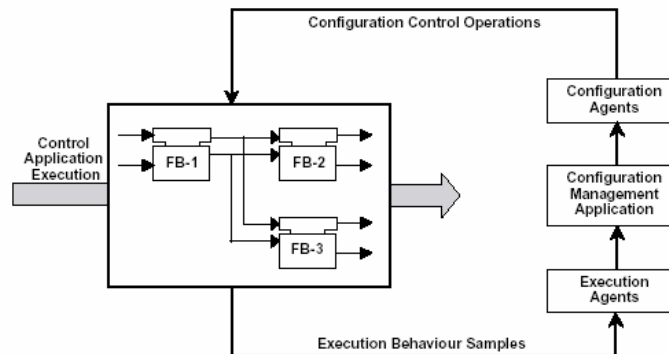 Configuration Control Operations
Control
Application
Execution
FB-1
FB-2
FB-3
Configuration
Agents
Configuration
Management
Application
Execution
Agents
Execution Behaviour Samples